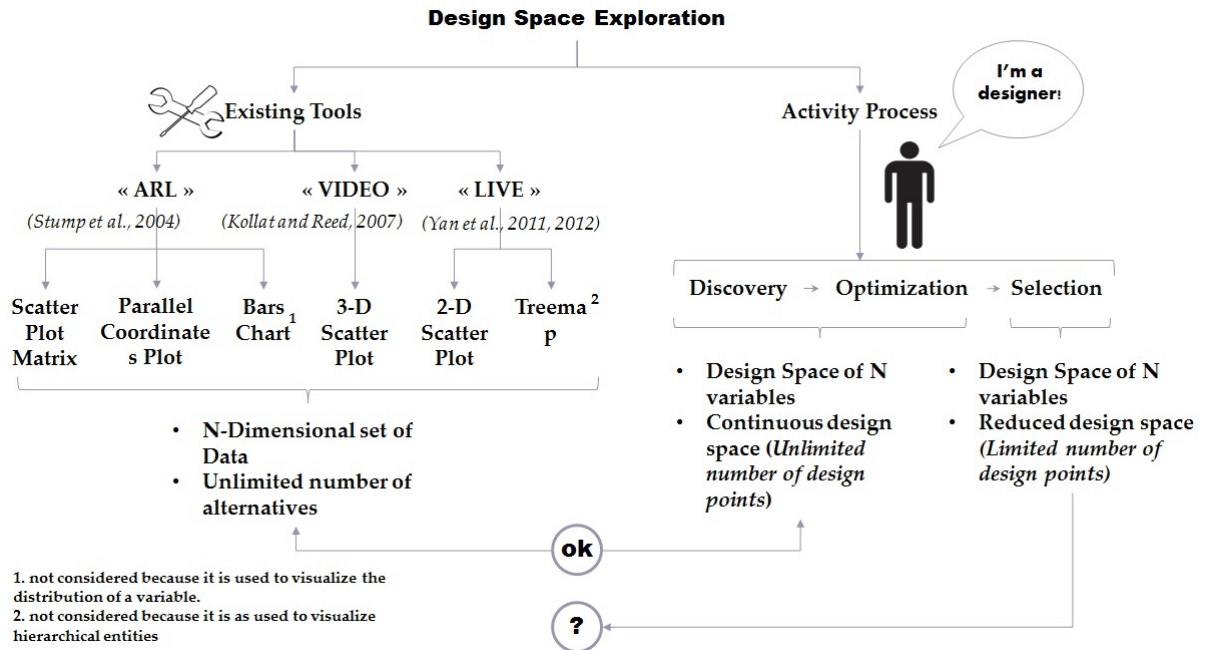 Design Space Exploration
I'm a
designer!
Existing Tools
Activity Process
« ARL »
« VIDEO »
« LIVE »
(Stump et al., 2004)
(Kollat and Reed, 2007)
(Yan et al., 2011, 2012)
Scatter
Plot
Matrix
Parallel
Coordinate
s Plot
Bars 1
Chart
3-D
Scatter
Plot
2-D
Scatter
Plot
Treema 2
p
Discovery
Optimization
Selection
• N-Dimensional set of
Data
• Unlimited number of
alternatives
• Design Space of N
variables
• Continuous design
space (Unlimited
number of design
points)
• Design Space of N
variables
• Reduced design space
(Limited number of
design points)
ok
?
1. not considered because it is used to visualize the
distribution of a variable.
2. not considered because it is as used to visualize
hierarchical entities